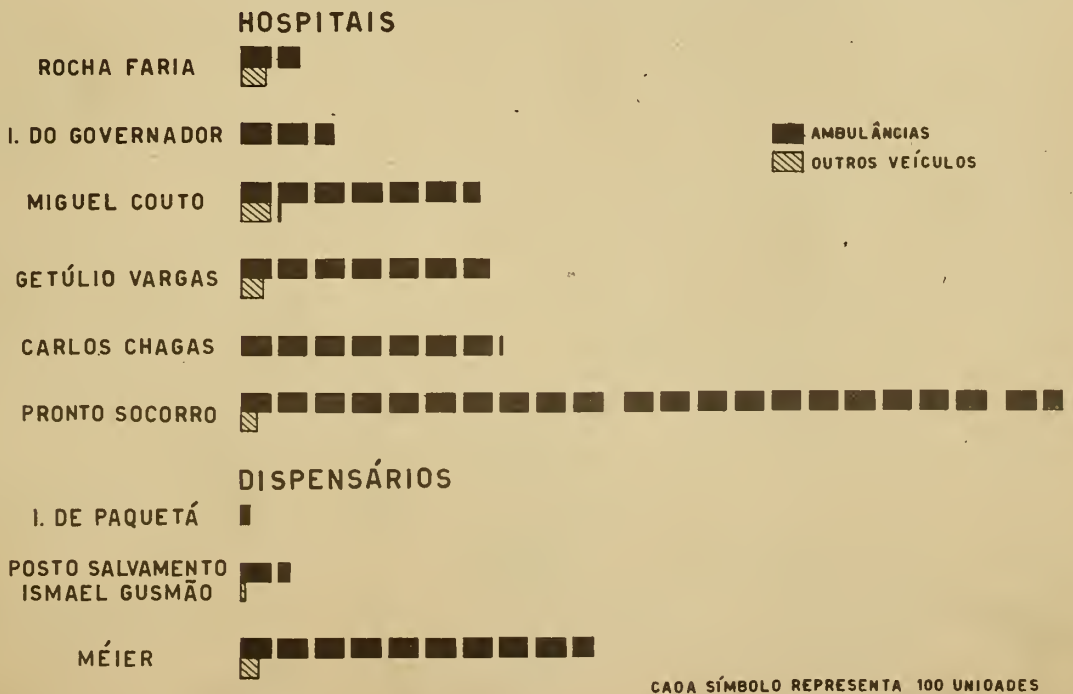 HOSPITAIS
ROCHA FARIA
I. DO GOVERNADOR
AMBULÂNCIAS
OUTROS VEÍCULOS
MIGUEL COUTO
GETÚLIO VARGAS
CARLOS CHAGAS
PRONTO SOCORRO
DISPENSÁRIOS
I. DE PAQUETÁ
POSTO SALVAMENTO
ISMAEL GUSMÃO
MÉIER
CADA SÍMBOLO REPRESENTA 100 UNIDADES